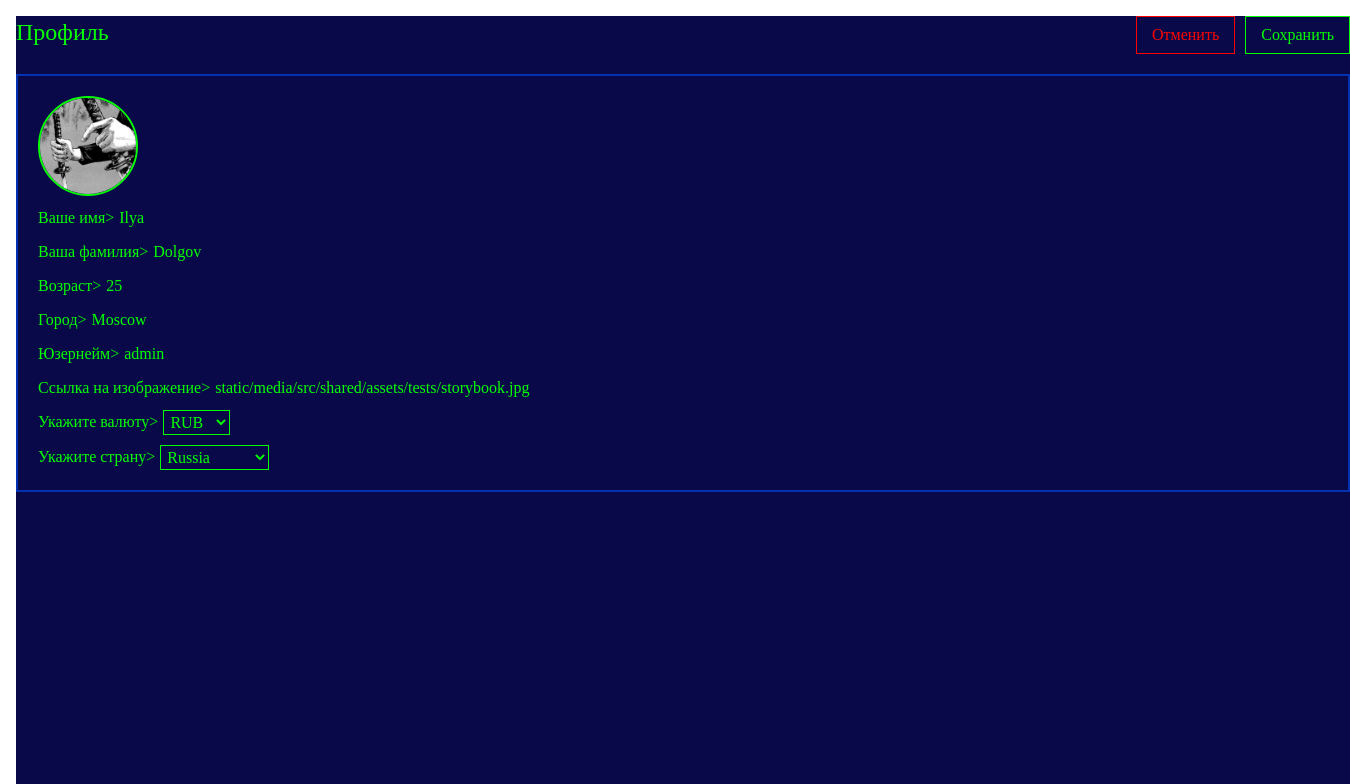 Профиль
Отменить
Сохранить
Ваше имя> Ilya
Ваша фамилия> Dolgov
Возраст> 25
Город> Moscow
Юзернейм> admin
Ссылка на изображение> static/media/src/shared/assets/tests/storybook.jpg
Укажите валюту> RUB
Укажите страну> Russia